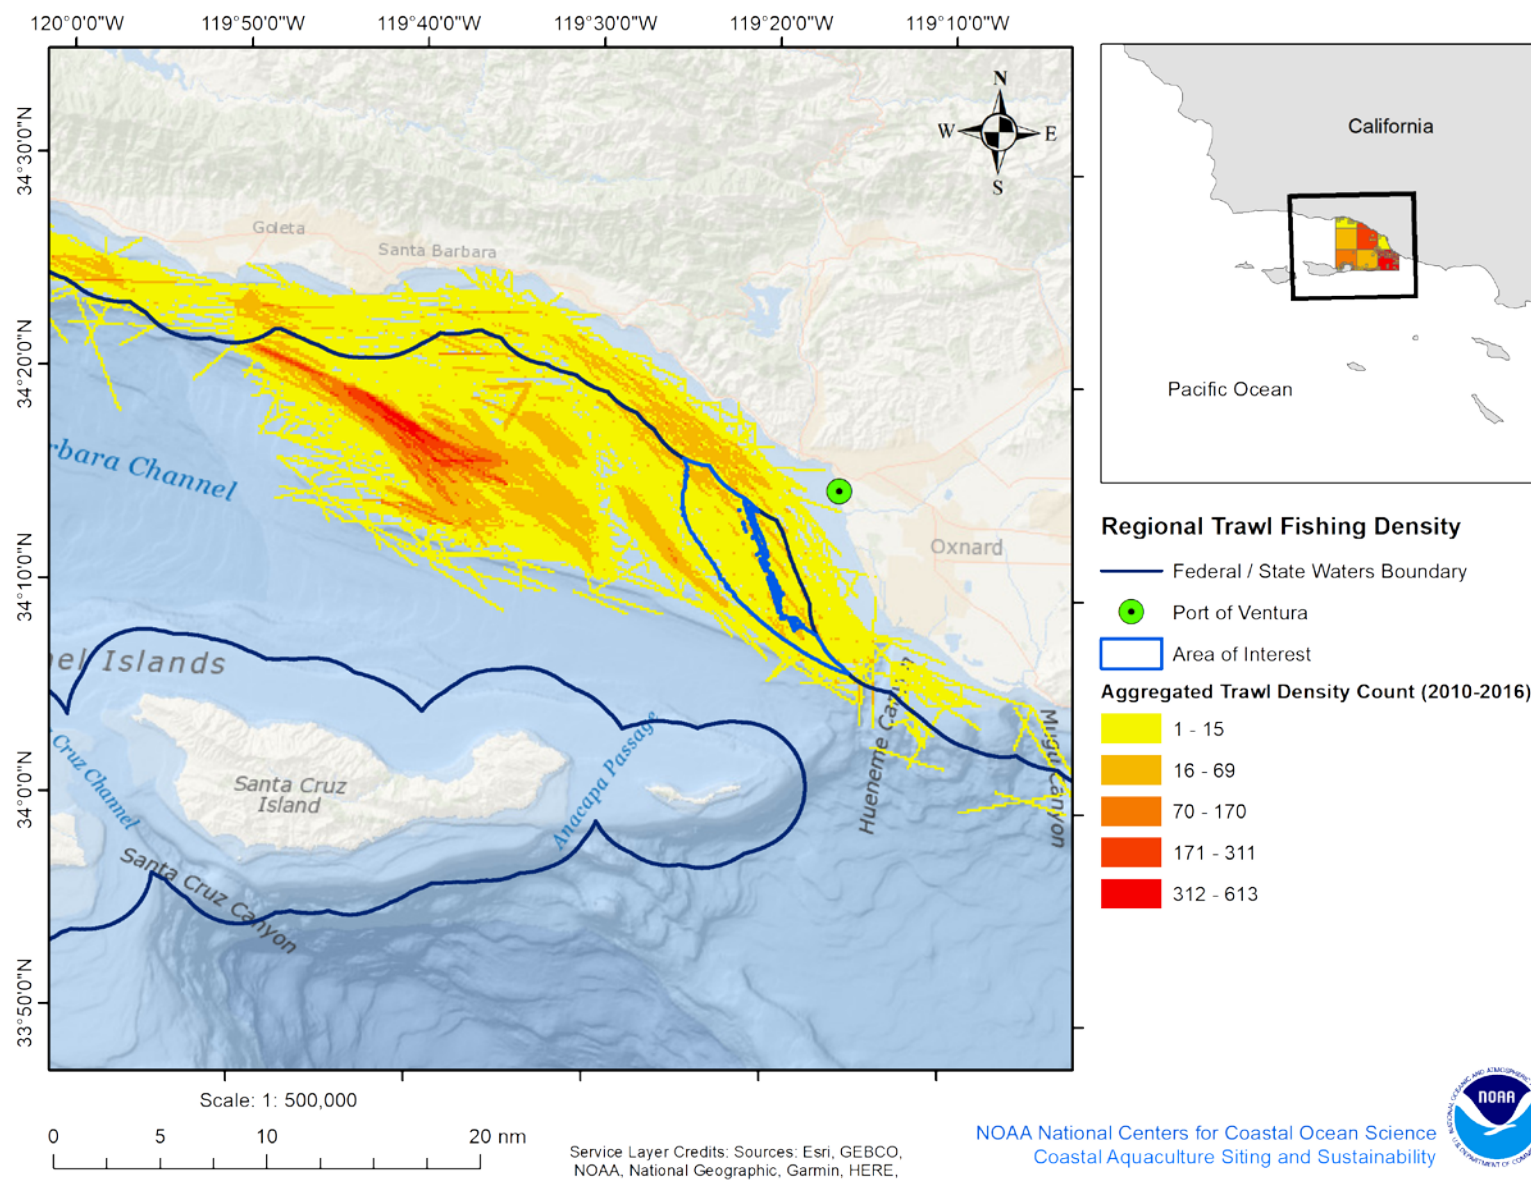 120°0'0"W 119°50'0"W 119°40'0"W 119°30'0"W 119°20'0"W 119°10'0"W
34°30'0"N
34°20'0"N
34°10'0"N
34°0'0"N
33°50'0"N
N
W E
S
Goleta
Santa Barbara
rbara Channel
Oxnard
nel Islands
Cruz Channel
Santa Cruz
Island
Anacapa Passage
Hueneme Canyon
Mugu Canyon
Santa Cruz Canyon
California
Pacific Ocean
Regional Trawl Fishing Density
Federal / State Waters Boundary
Port of Ventura
Area of Interest
Aggregated Trawl Density Count (2010-2016)
1 - 15
16 - 69
70 - 170
171 - 311
312 - 613
Scale: 1: 500,000
0 5 10 20 nm
Service Layer Credits: Sources: Esri, GEBCO,
NOAA, National Geographic, Garmin, HERE,
NOAA National Centers for Coastal Ocean Science
Coastal Aquaculture Siting and Sustainability
NOAA